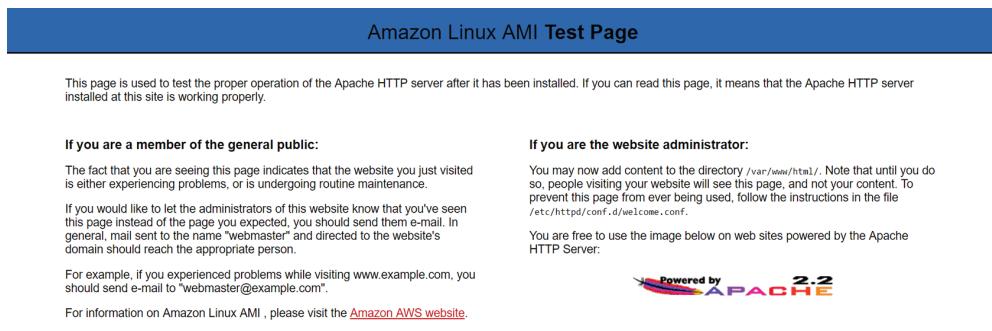 Amazon Linux AMI Test Page
This page is used to test the proper operation of the Apache HTTP server after it has been installed. If you can read this page, it means that the Apache HTTP server
installed at this site is working properly.
If you are a member of the general public:
The fact that you are seeing this page indicates that the website you just visited
is either experiencing problems, or is undergoing routine maintenance.
If you would like to let the administrators of this website know that you've seen
this page instead of the page you expected, you should send them e-mail. In
general, mail sent to the name "webmaster" and directed to the website's
domain should reach the appropriate person.
For example, if you experienced problems while visiting www.example.com, you
should send e-mail to "webmaster@example.com".
For information on Amazon Linux AMI , please visit the Amazon AWS website.
If you are the website administrator:
You may now add content to the directory /var/www/html/. Note that until you do
so, people visiting your website will see this page, and not your content. To
prevent this page from ever being used, follow the instructions in the file
/etc/httpd/conf.d/welcome.conf.
You are free to use the image below on web sites powered by the Apache
HTTP Server:
Powered by 2.2
APACHE